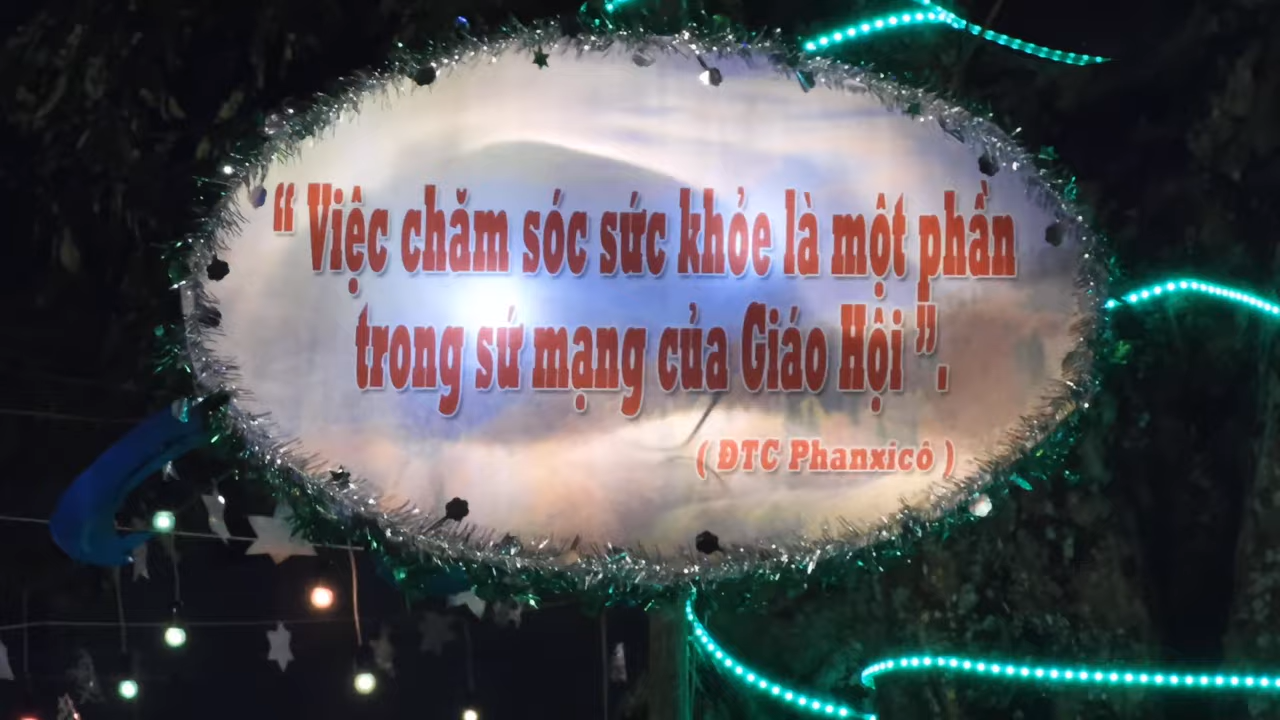 “ Việc chăm sóc sức khỏe là một phần
trong sứ mạng của Giáo Hội ”.
( ĐTC Phanxicô )